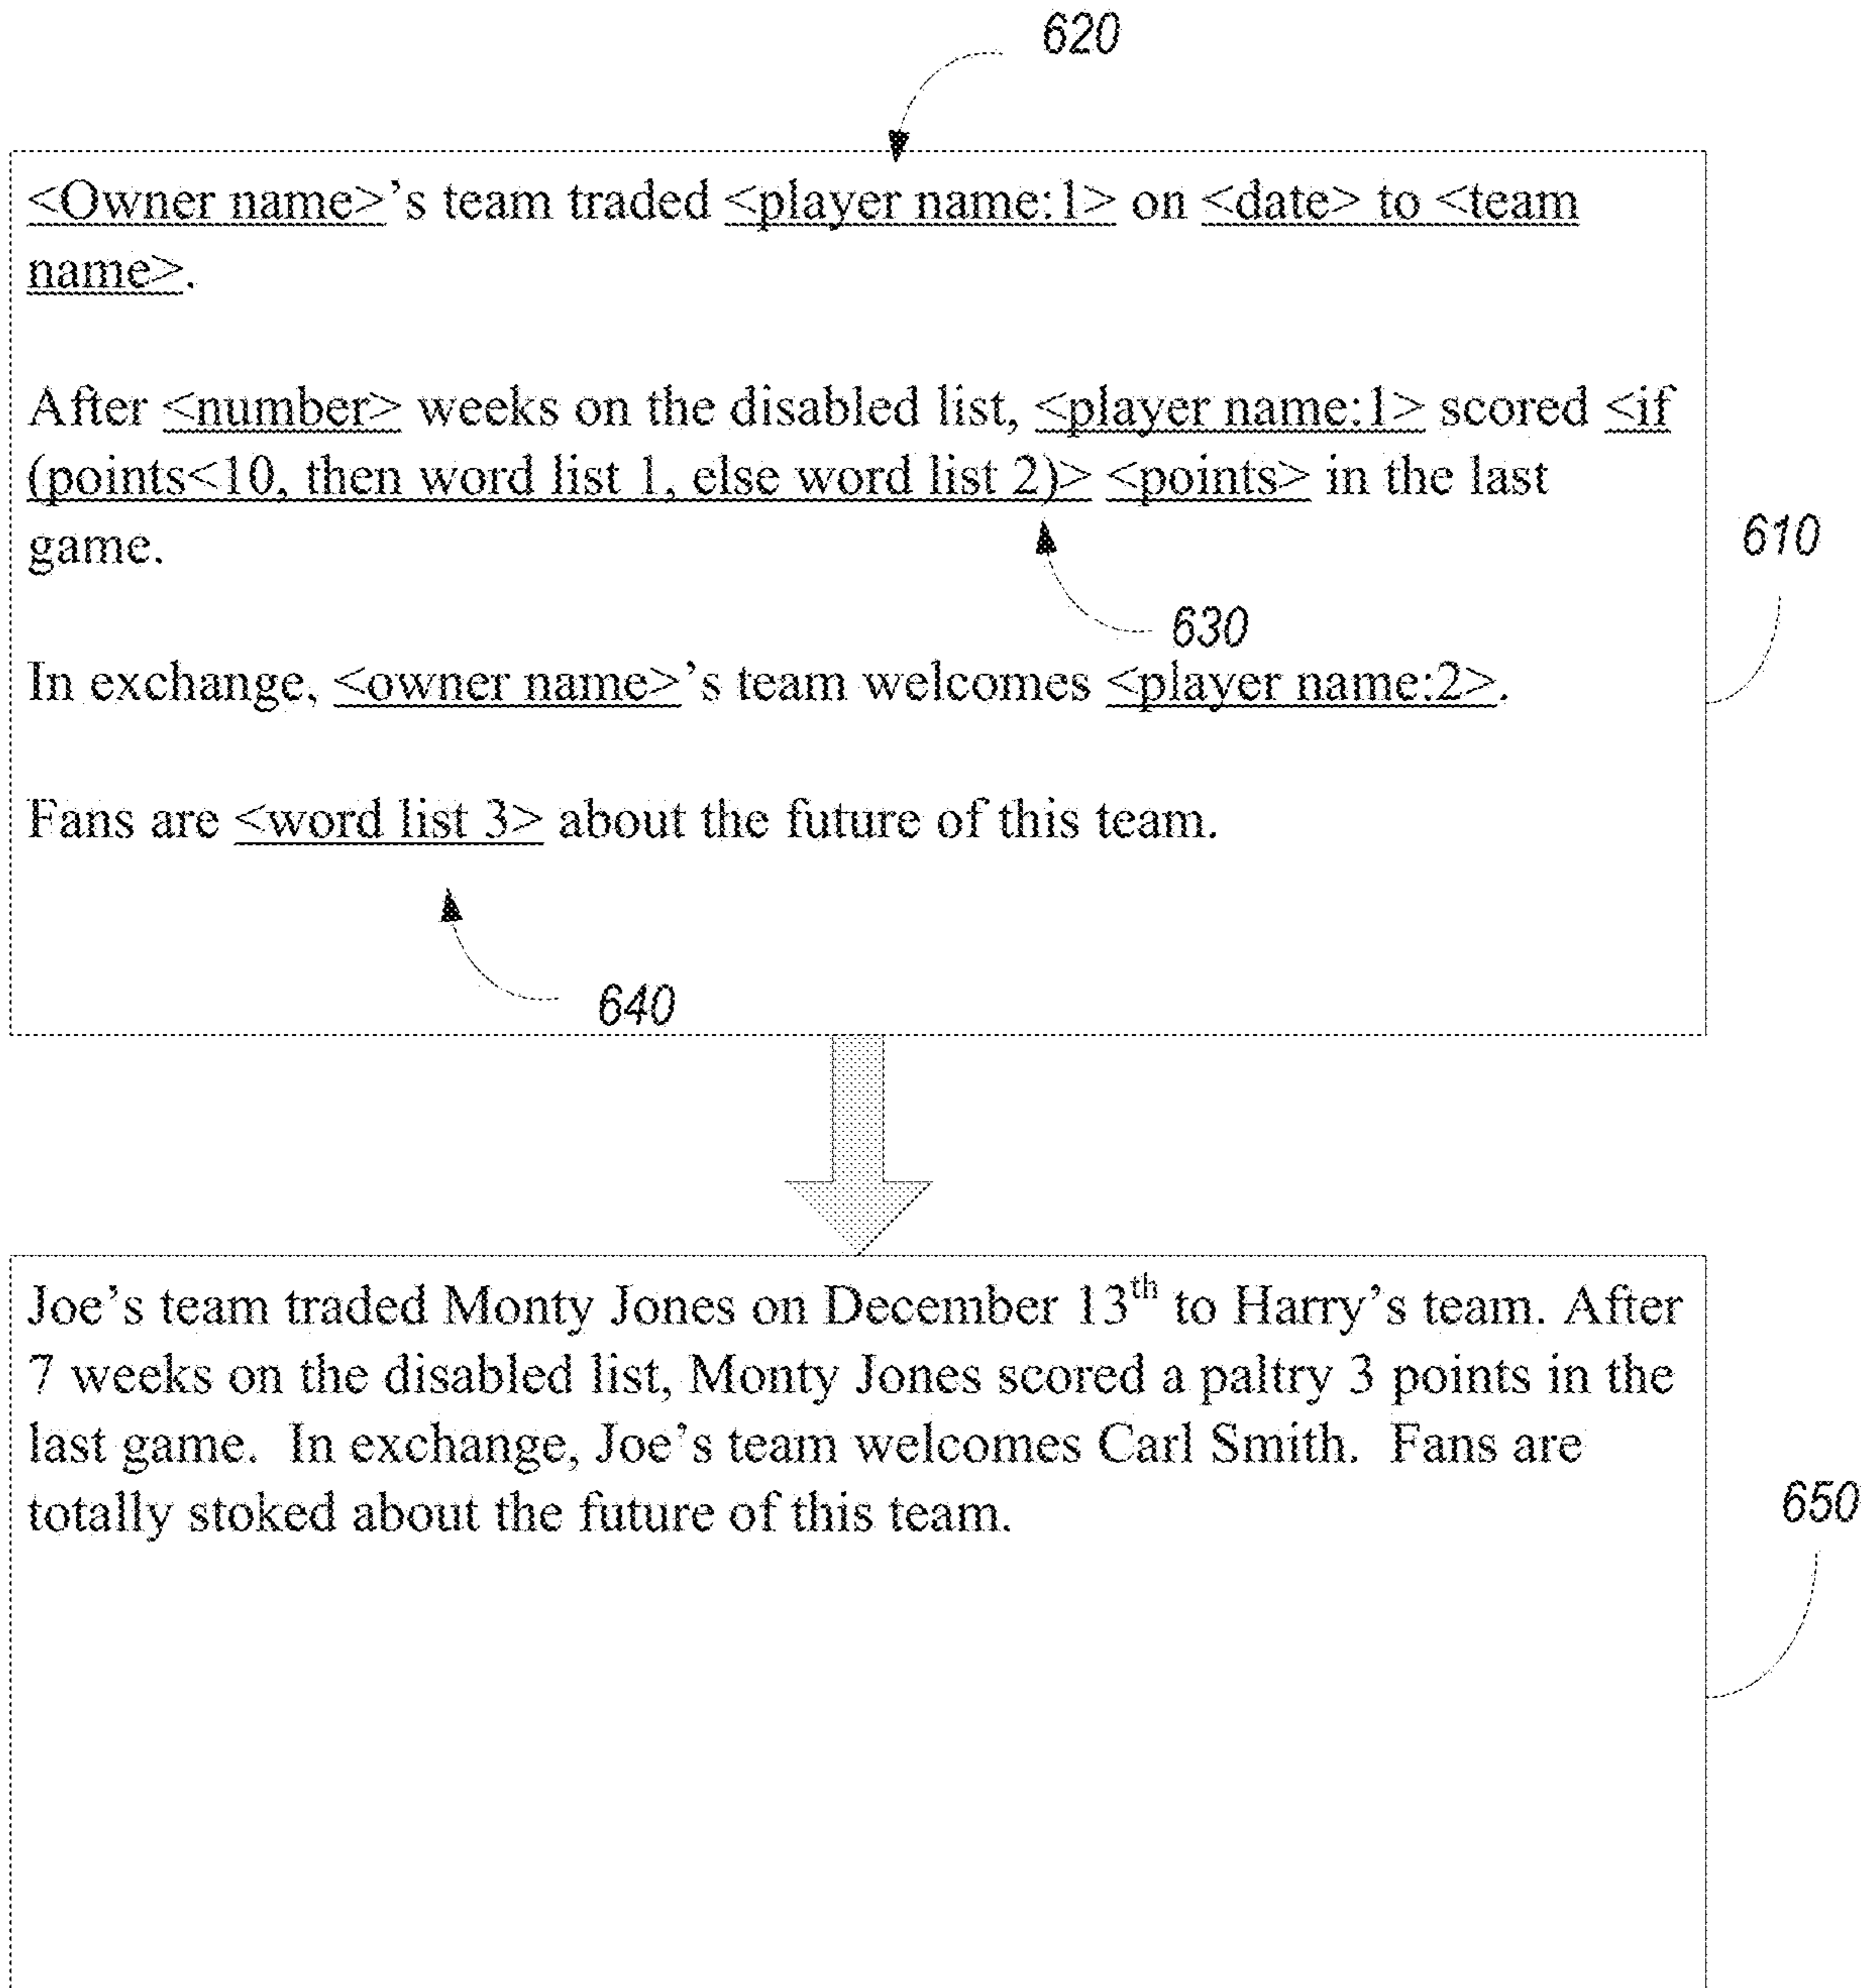 620
<Owner name>’s team traded <player name:1> on <date> to <team
name>.
After <number> weeks on the disabled list, <player name:1> scored <if
(points<10, then word list 1, else word list 2)> <points> in the last
game.
610
630
In exchange, <owner name>’s team welcomes <player name:2>.
Fans are <word list 3> about the future of this team.
640
Joe’s team traded Monty Jones on December 13th to Harry’s team. After
7 weeks on the disabled list, Monty Jones scored a paltry 3 points in the
last game.  In exchange, Joe’s team welcomes Carl Smith.  Fans are
totally stoked about the future of this team.
650